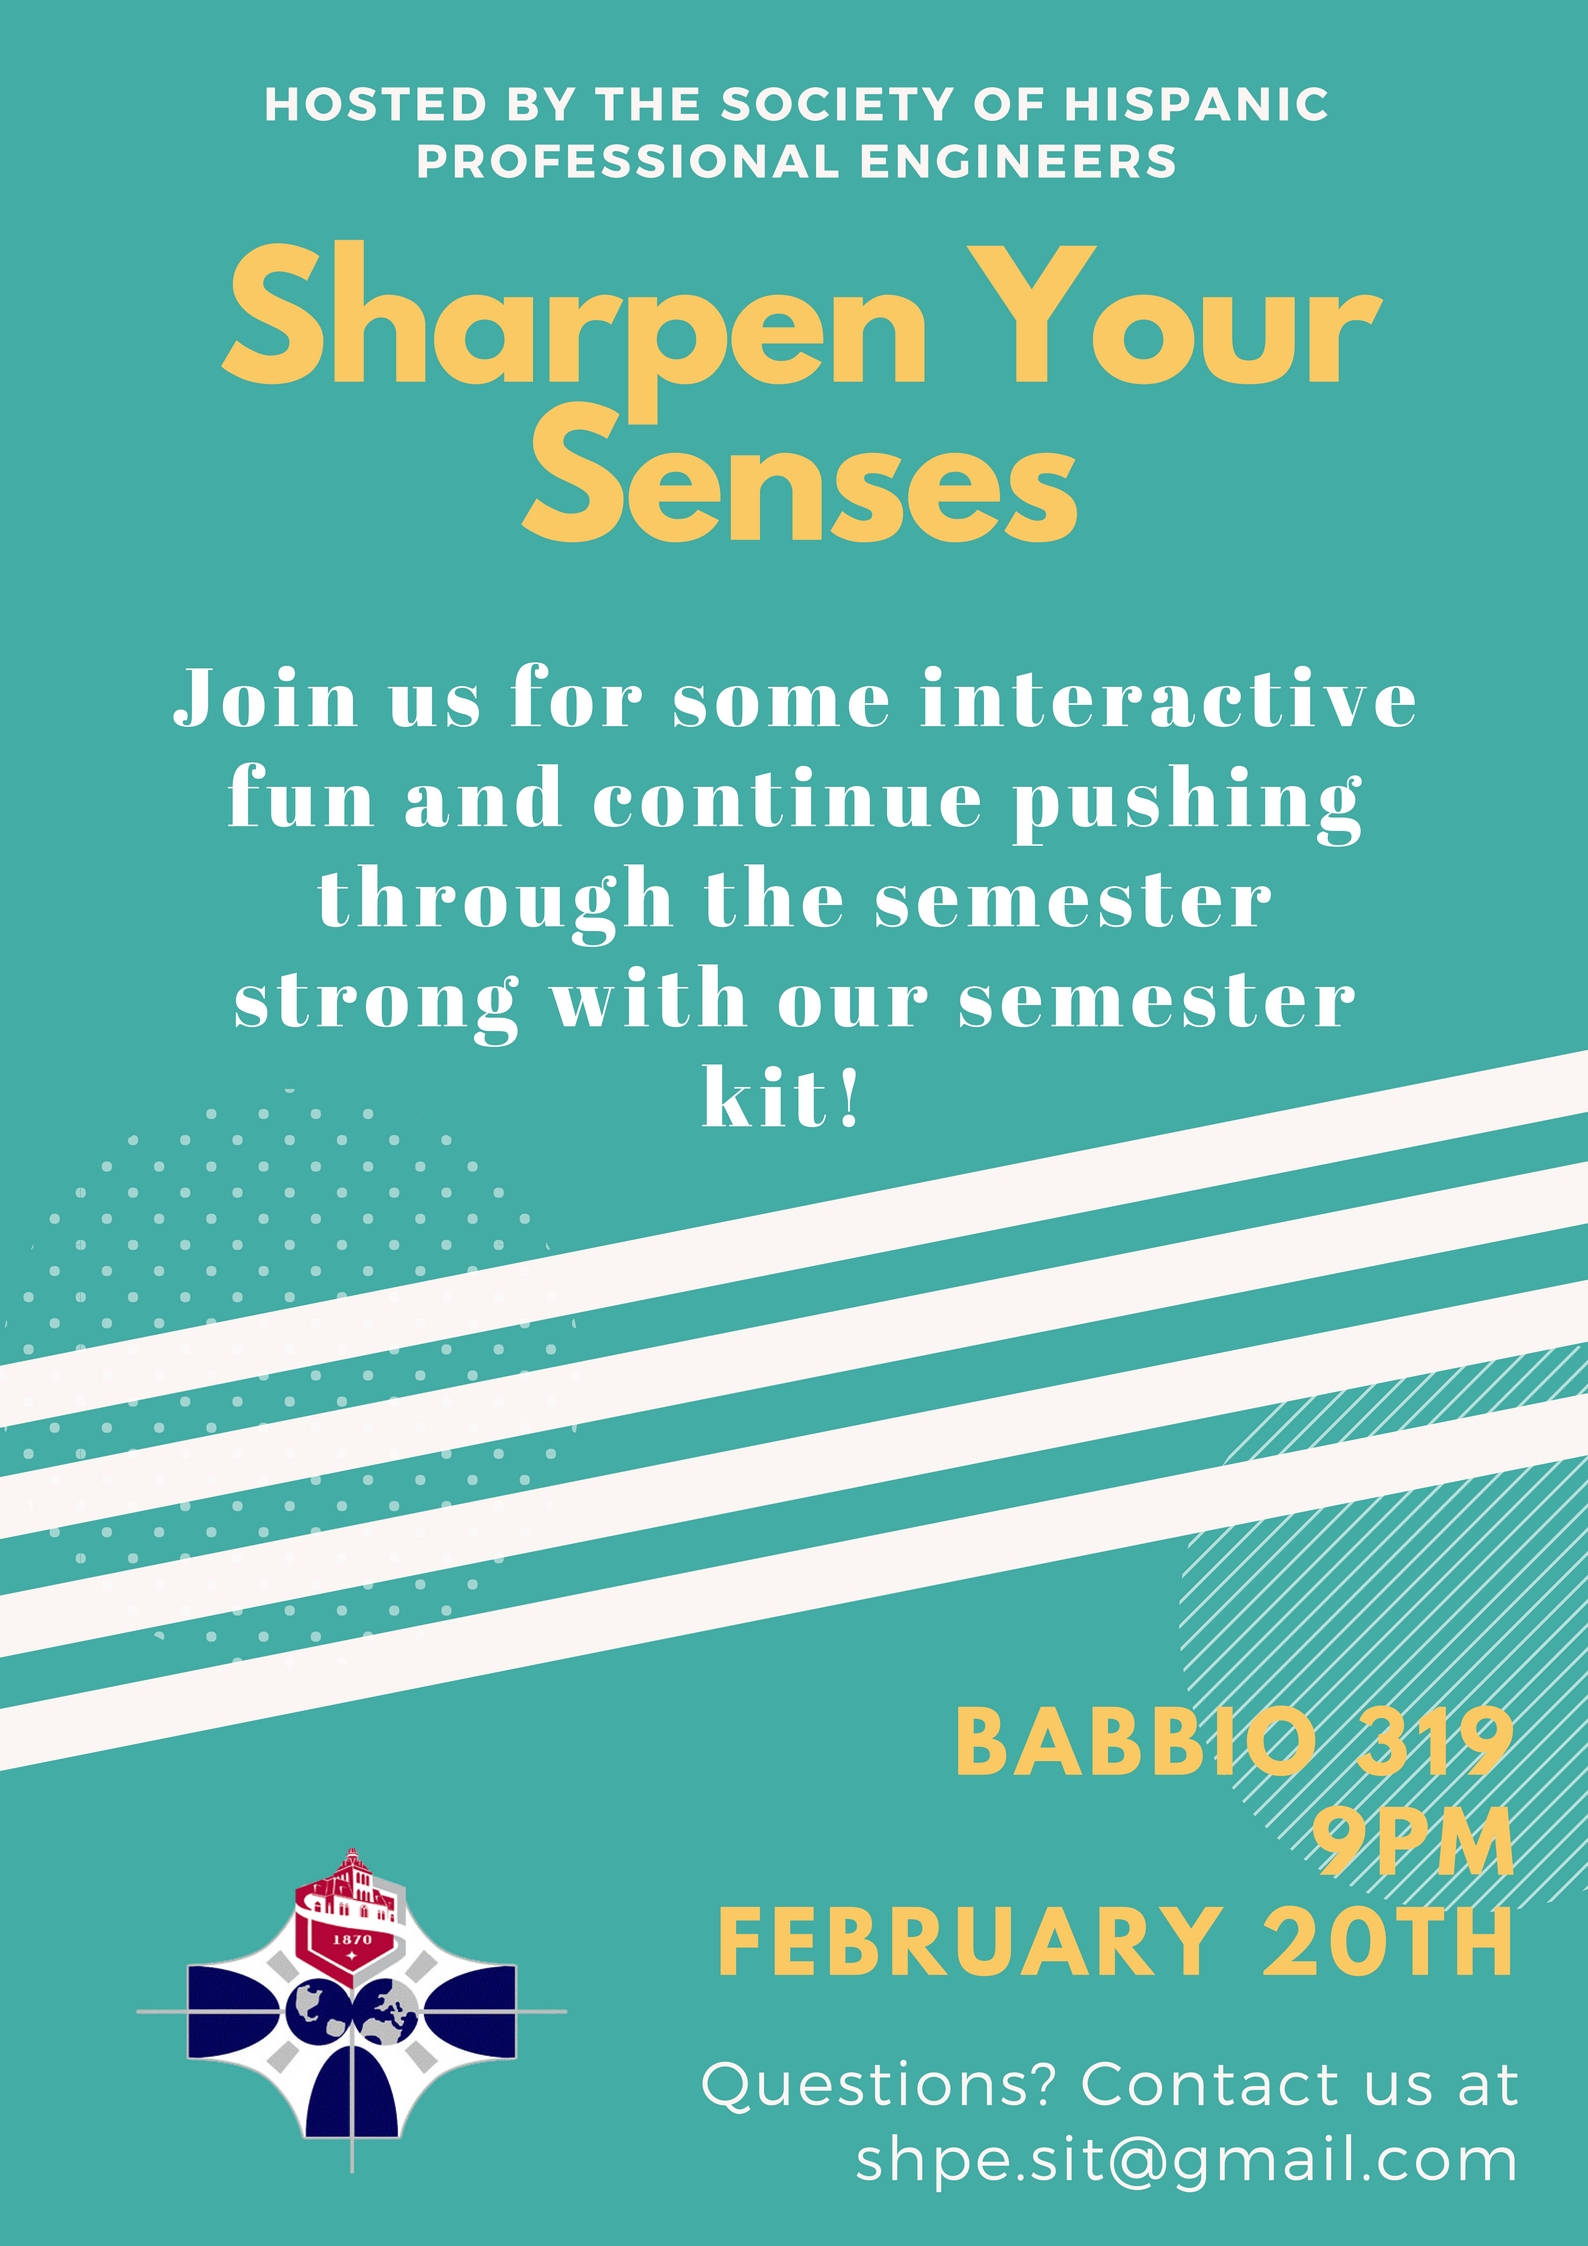 HOSTED BY THE SOCIETY OF HISPANIC
PROFESSIONAL ENGINEERS
Sharpen Your
Senses
Join us for some interactive
fun and continue pushing
through the semester
strong with our semester
kit!
BABBIO 319
9PM
FEBRUARY 20TH
1870
Questions? Contact us at
shpe.sit@gmail.com